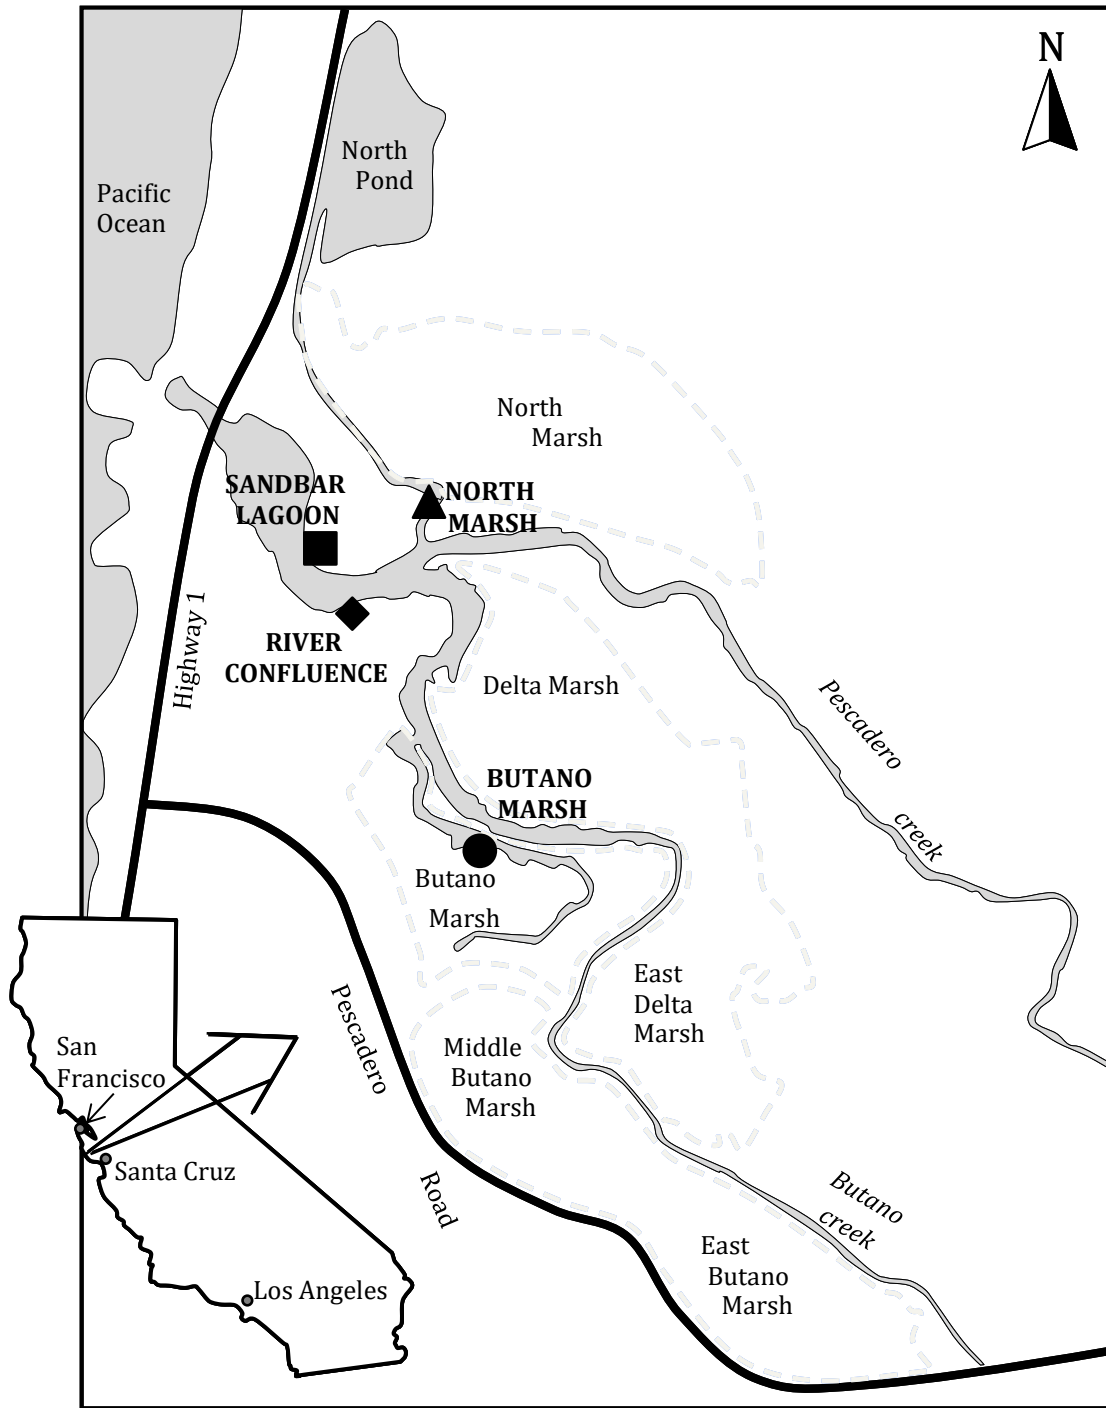 N
North
Pond
Pacific
Ocean
North
Marsh
SANDBAR
LAGOON
NORTH
MARSH
RIVER
CONFLUENCE
Highway 1
Delta Marsh
Pescadero
creek
BUTANO
MARSH
Butano
Marsh
East
Delta
Marsh
Pescadero
Road
Middle
Butano
Marsh
San
Francisco
Santa Cruz
Los Angeles
Butano
creek
East
Butano
Marsh